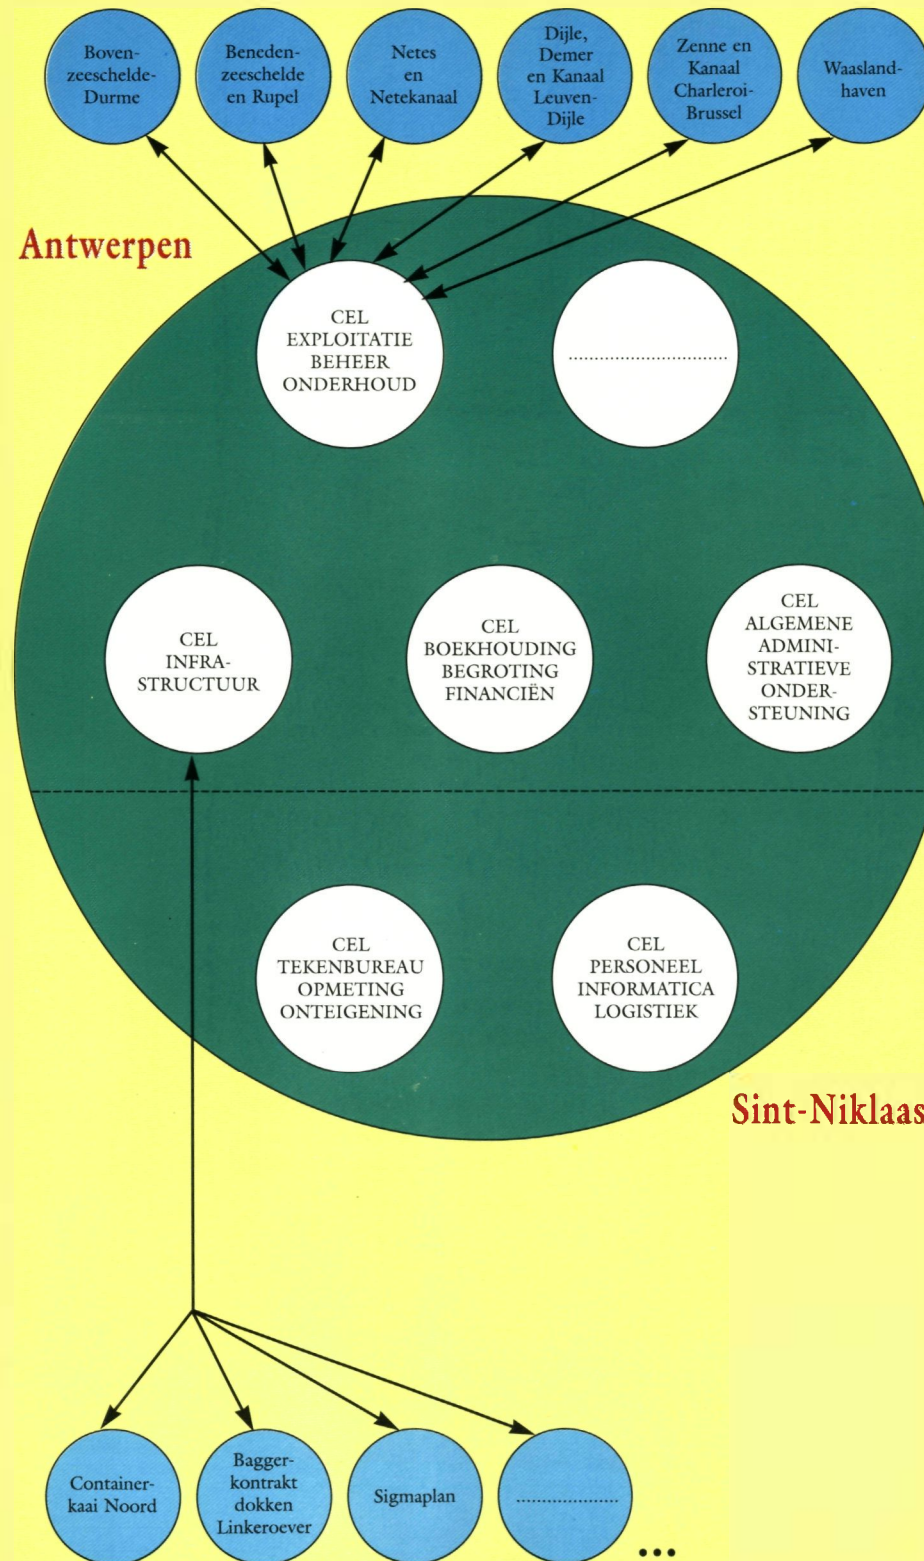 Boven-
zeeschelde-
Durme
Beneden-
zeeschelde
en Rupel
Netes
en
Netekanaal
Dijle,
Demer
en Kanaal
Leuven-
Dijle
Zenne en
Kanaal
Charleroi-
Brussel
Waasland-
haven
Antwerpen
CEL
EXPLOITATIE
BEHEER
ONDERHOUD
........................................
CEL
INFRA-
STRUCTUUR
CEL
BOEKHOUDING
BEGROTING
FINANCIËN
CEL
ALGEMENE
ADMINI-
STRATIEVE
ONDER-
STEUNING
CEL
TEKENBUREAU
OPMETING
ONTEIGENING
CEL
PERSONEEL
INFORMATICA
LOGISTIEK
Sint-Niklaas
Container-
kaai Noord
Bagger-
kontrakt
dokken
Linkeroever
Sigmaplan
..........................
...